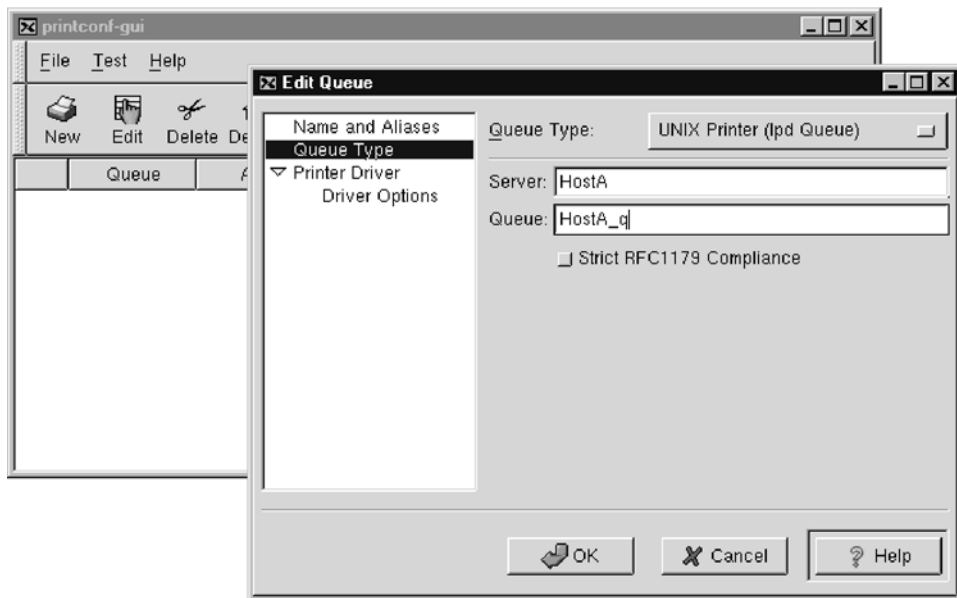 printconf-gui
File Test Help
New Edit Delete De
Queue
Edit Queue
Name and Aliases
Queue Type
Printer Driver
Driver Options
Queue Type: UNIX Printer (lpd Queue)
Server: HostA
Queue: HostA_q
Strict RFC1179 Compliance
OK Cancel Help